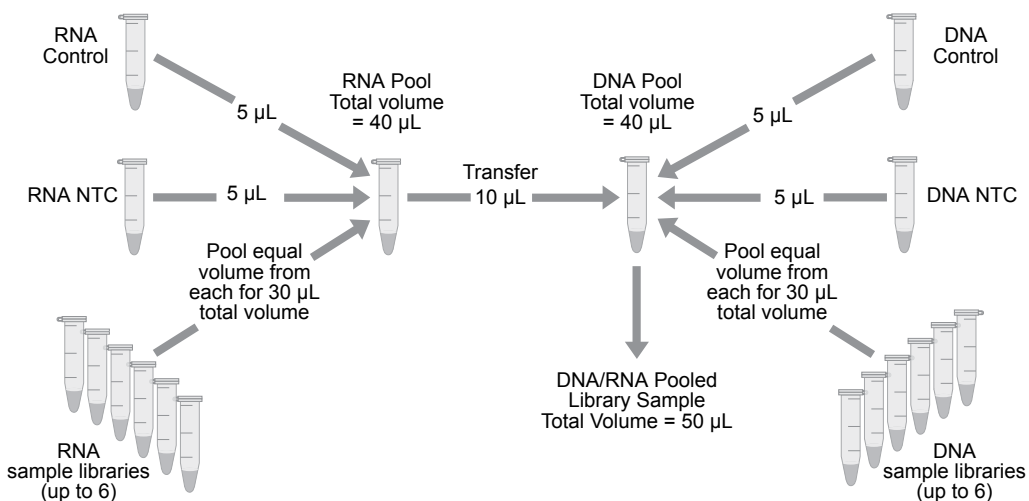 RNA
Control
5 µL
RNA Pool
Total volume
= 40 µL
DNA Pool
Total volume
= 40 µL
DNA
Control
5 µL
RNA NTC
5 µL
Transfer
10 µL
5 µL
DNA NTC
Pool equal
volume from
each for 30 µL
total volume
Pool equal
volume from
each for 30 µL
total volume
DNA/RNA Pooled
Library Sample
Total Volume = 50 µL
RNA
sample libraries
(up to 6)
DNA
sample libraries
(up to 6)